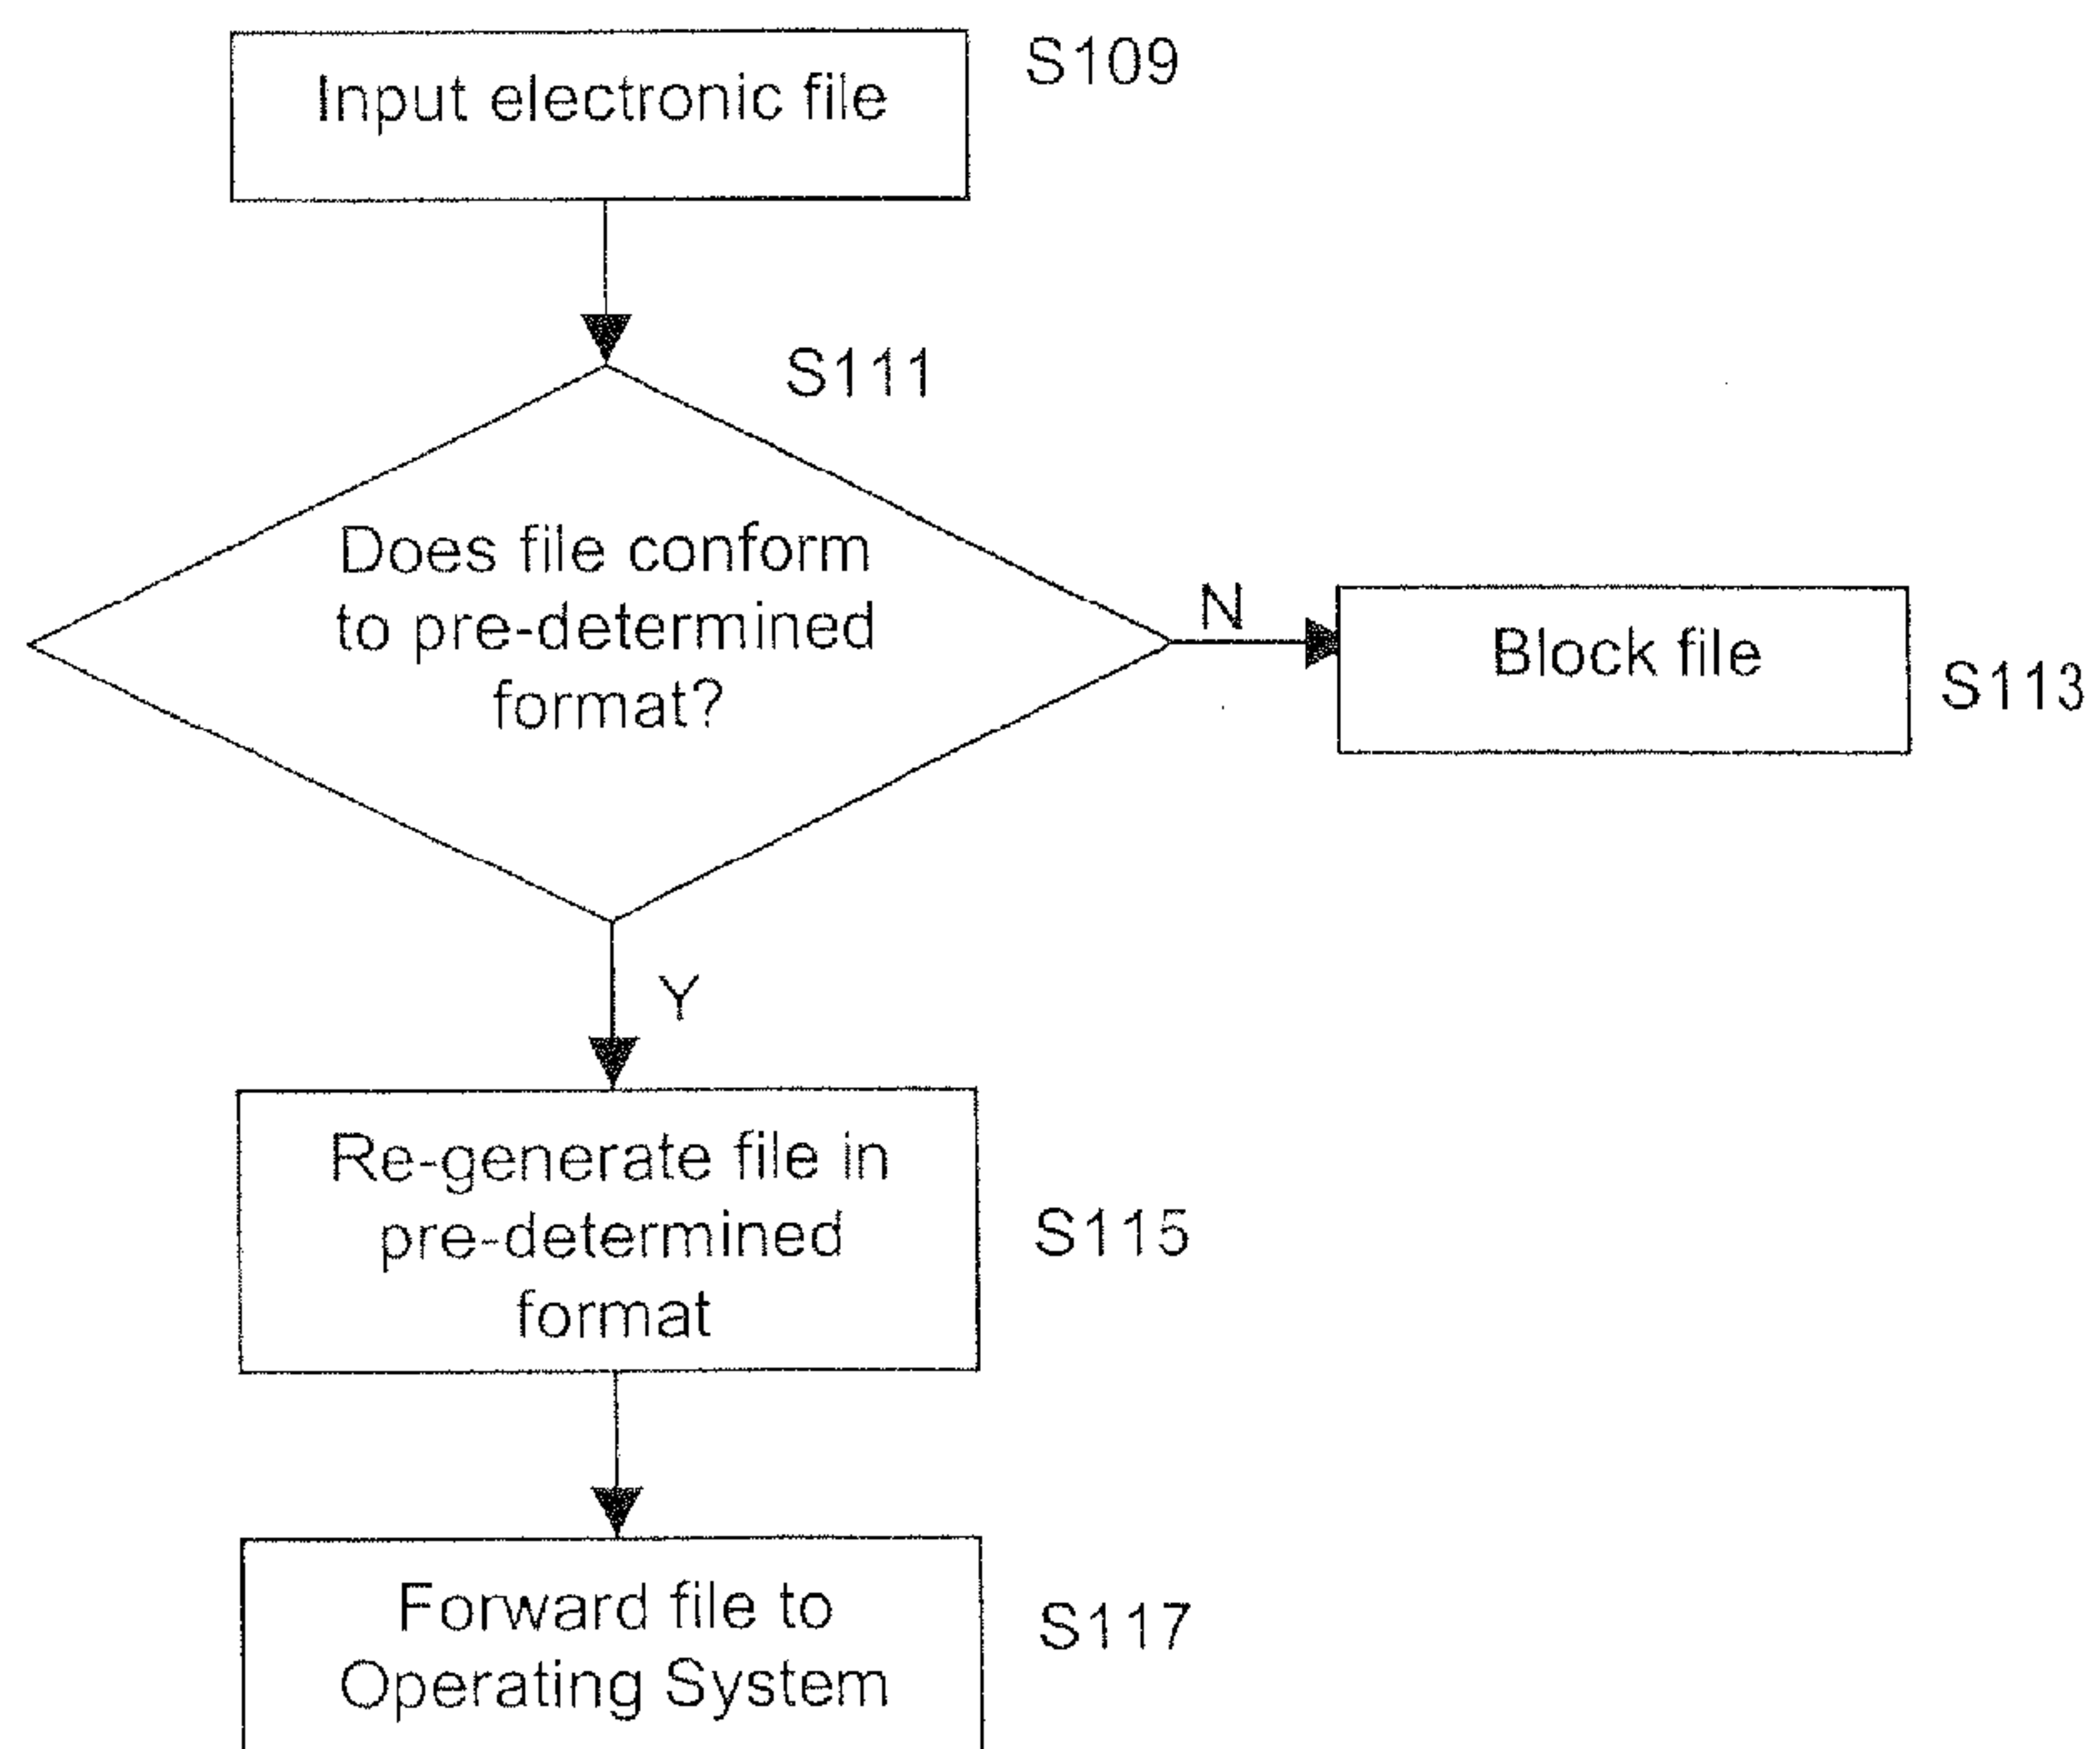 Input electronic file
S109
S111
Does file conform
to pre-determined
format?
N
Block file
S113
Y
Re-generate file in
pre-determined
format
S115
Forward file to
Operating System
S117